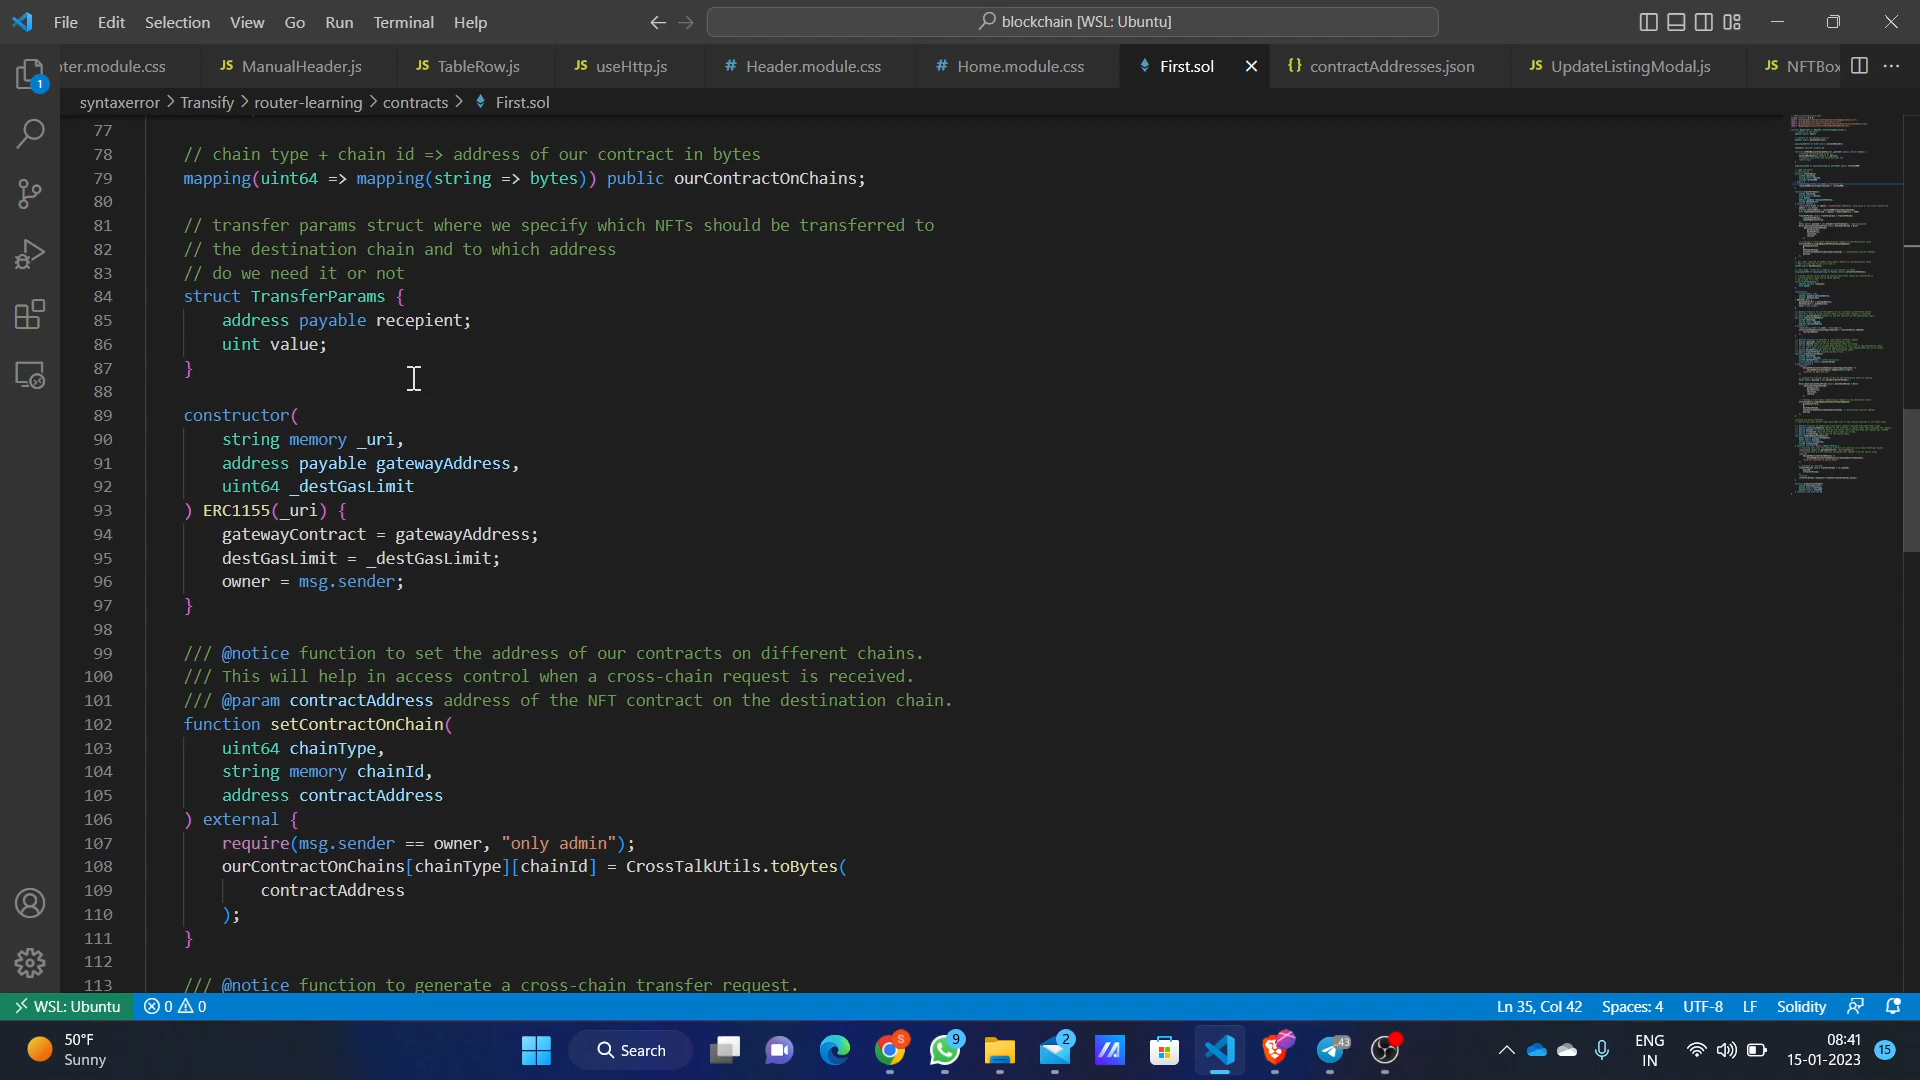 File Edit Selection View Go Run Terminal Help
blockchain [WSL: Ubuntu]
ter.module.css ManualHeader.js TableRow.js useHttp.js Header.module.css Home.module.css First.sol contractAddresses.json UpdateListingModal.js NFTBox
syntaxerror > Transify > router-learning > contracts > First.sol
77
78 // chain type + chain id => address of our contract in bytes
79 mapping(uint64 => mapping(string => bytes)) public ourContractOnChains;
80
81 // transfer params struct where we specify which NFTs should be transferred to
82 // the destination chain and to which address
83 // do we need it or not
84 struct TransferParams {
85 address payable recepient;
86 uint value;
87 }
88
89 constructor(
90 string memory _uri,
91 address payable gatewayAddress,
92 uint64 _destGasLimit
93 ) ERC1155(_uri) {
94 gatewayContract = gatewayAddress;
95 destGasLimit = _destGasLimit;
96 owner = msg.sender;
97 }
98
99 /// @notice function to set the address of our contracts on different chains.
100 /// This will help in access control when a cross-chain request is received.
101 /// @param contractAddress address of the NFT contract on the destination chain.
102 function setContractOnChain(
103 uint64 chainType,
104 string memory chainId,
105 address contractAddress
106 ) external {
107 require(msg.sender == owner, "only admin");
108 ourContractOnChains[chainType][chainId] = CrossTalkUtils.toBytes(
109 contractAddress
110 );
111 }
112
113 /// @notice function to generate a cross-chain transfer request.
WSL: Ubuntu 0 0 Ln 35, Col 42 Spaces: 4 UTF-8 LF Solidity
50°F
Sunny
Search
ENG
IN
08:41
15-01-2023
15